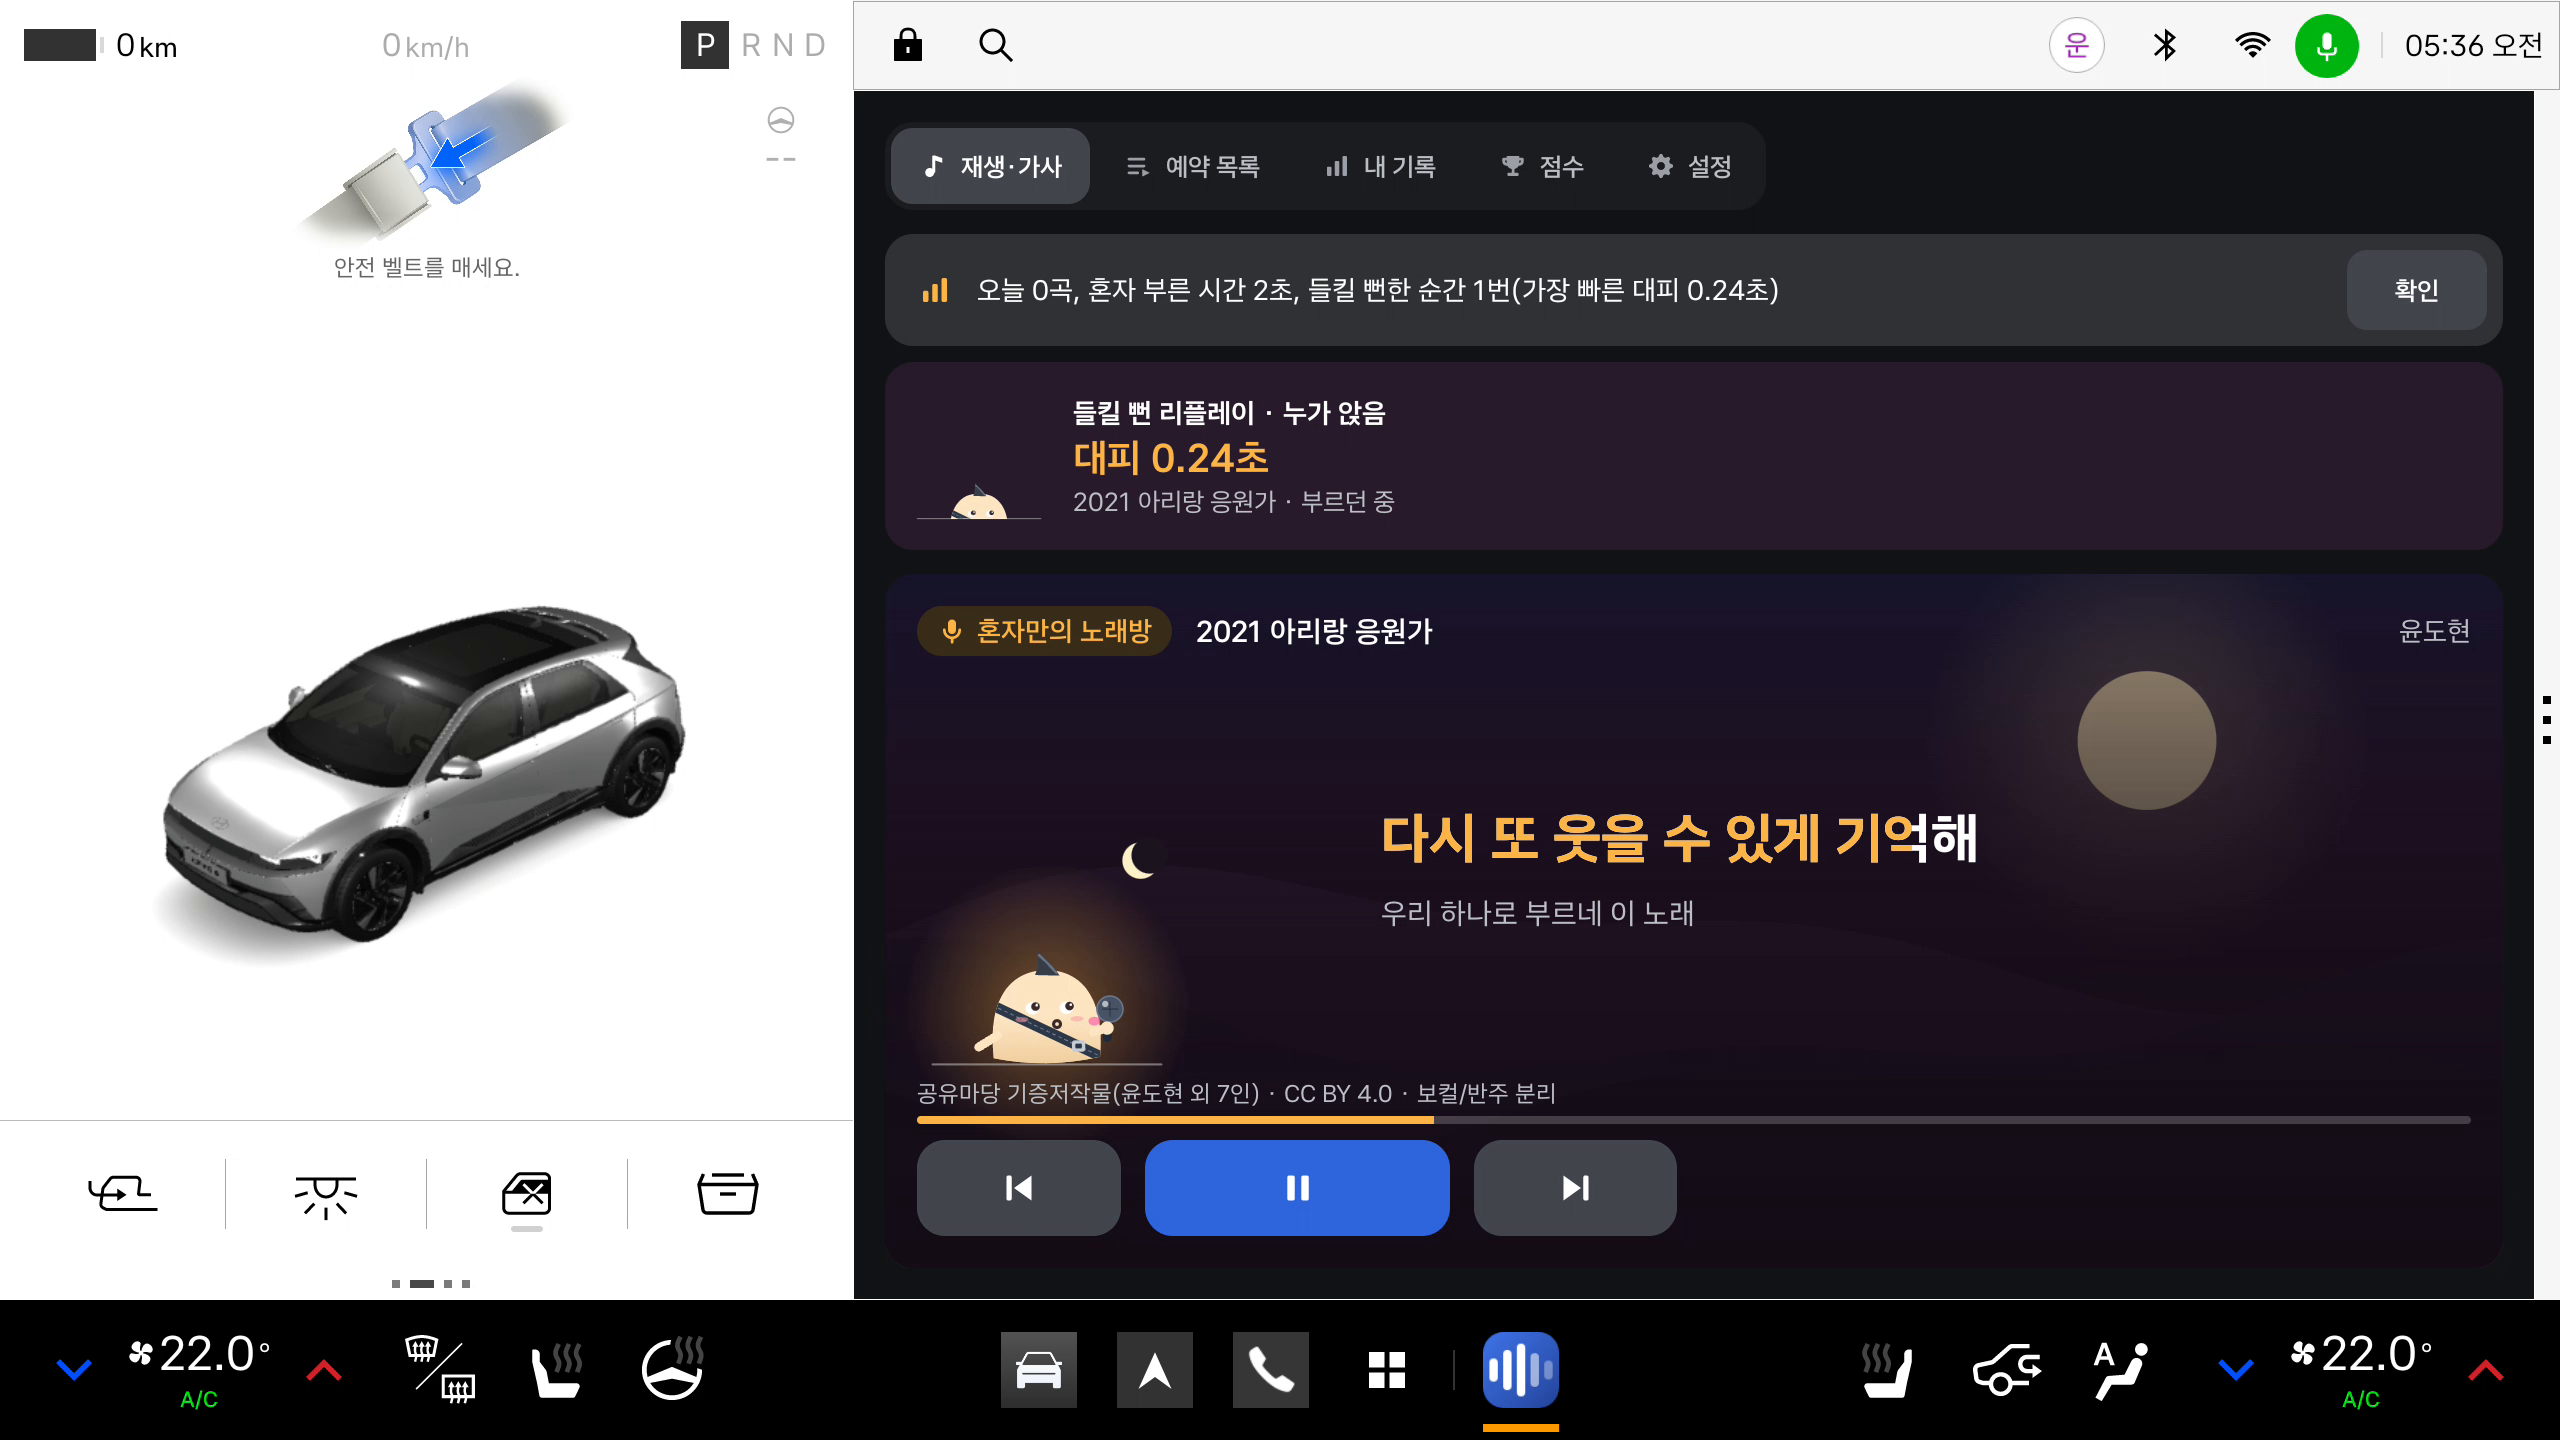 0 km
0 km/h
P R N D
운
05:36 오전
안전 벨트를 매세요.
재생·가사
예약 목록
내 기록
점수
설정
오늘 0곡, 혼자 부른 시간 2초, 들킬 뻔한 순간 1번(가장 빠른 대피 0.24초)
확인
들킬 뻔 리플레이 · 누가 앉음
대피 0.24초
2021 아리랑 응원가 · 부르던 중
혼자만의 노래방
2021 아리랑 응원가
윤도현
다시 또 웃을 수 있게 기억해
우리 하나로 부르네 이 노래
공유마당 기증저작물(윤도현 외 7인) · CC BY 4.0 · 보컬/반주 분리
22.0°
A/C
A
22.0°
A/C